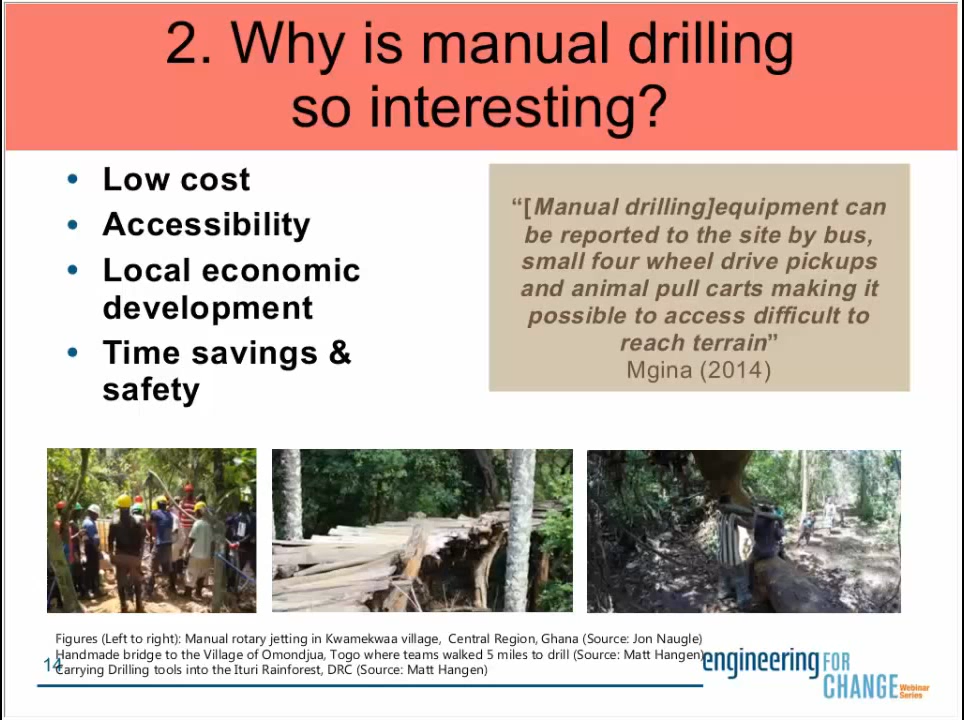 2. Why is manual drilling
so interesting?
• Low cost
• Accessibility
• Local economic
development
• Time savings &
safety
“[Manual drilling]equipment can
be reported to the site by bus,
small four wheel drive pickups
and animal pull carts making it
possible to access difficult to
reach terrain”
Mgina (2014)
Figures (Left to right): Manual rotary jetting in Kwamekwaa village, Central Region, Ghana (Source: Jon Naugle)
Handmade bridge to the Village of Omondjua, Togo where teams walked 5 miles to drill (Source: Matt Hangen)
Carrying Drilling tools into the Ituri Rainforest, DRC (Source: Matt Hangen)
14
engineering FOR
CHANGE Webinar
Series